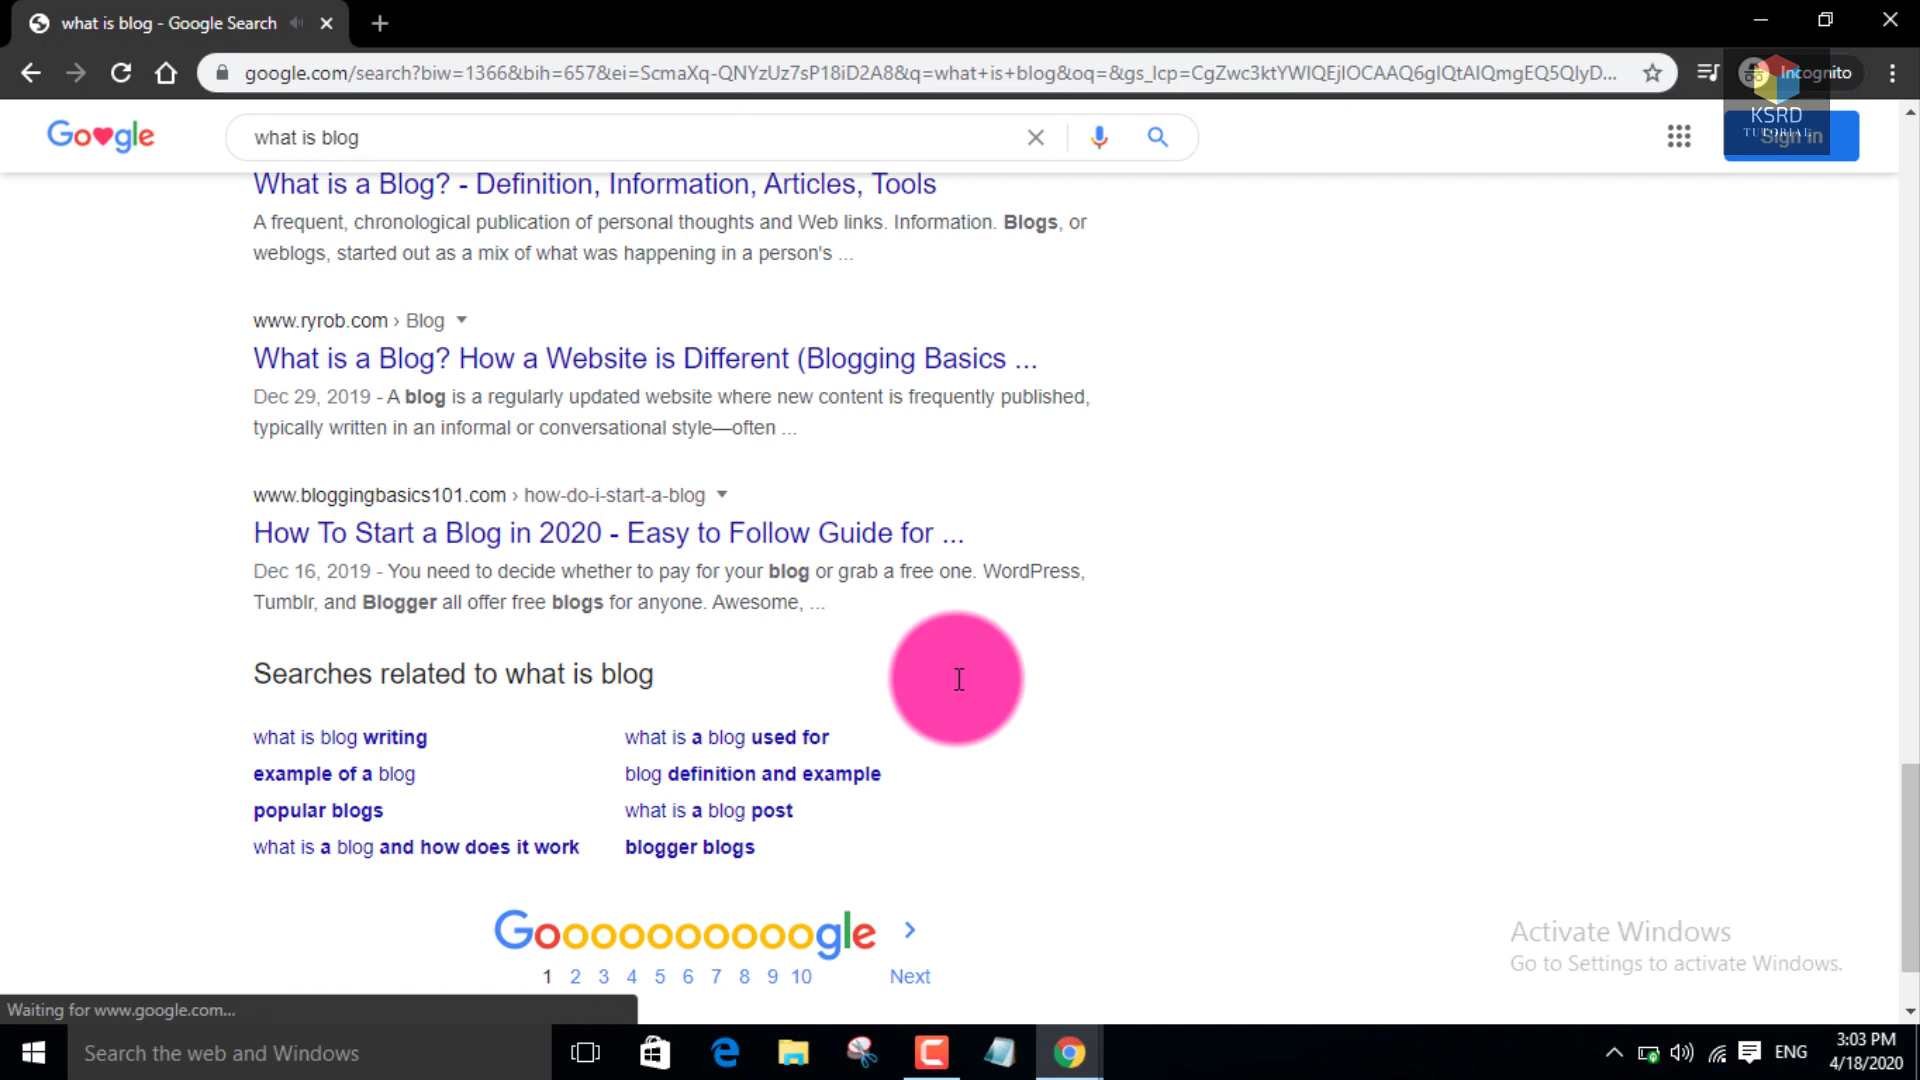 what is blog - Google Search
google.com/search?biw=1366&bih=657&ei=ScmaXq-QNYzUz7sP18iD2A8&q=what+is+blog&oq=&gs_lcp=CgZwc3ktYWIQEjIOCAAQ6gIQtAIQmgEQ5QIyD...
Incognito
KSRD
TUTORIAL
Sign in
Google
what is blog
What is a Blog? - Definition, Information, Articles, Tools
A frequent, chronological publication of personal thoughts and Web links. Information. Blogs, or
weblogs, started out as a mix of what was happening in a person's ...
www.ryrob.com › Blog
What is a Blog? How a Website is Different (Blogging Basics ...
Dec 29, 2019 - A blog is a regularly updated website where new content is frequently published,
typically written in an informal or conversational style—often ...
www.bloggingbasics101.com › how-do-i-start-a-blog
How To Start a Blog in 2020 - Easy to Follow Guide for ...
Dec 16, 2019 - You need to decide whether to pay for your blog or grab a free one. WordPress,
Tumblr, and Blogger all offer free blogs for anyone. Awesome, ...
Searches related to what is blog
what is blog writing
what is a blog used for
example of a blog
blog definition and example
popular blogs
what is a blog post
what is a blog and how does it work
blogger blogs
Goooooooooogle
1 2 3 4 5 6 7 8 9 10 Next
Activate Windows
Go to Settings to activate Windows.
Waiting for www.google.com...
Search the web and Windows
ENG
3:03 PM
4/18/2020